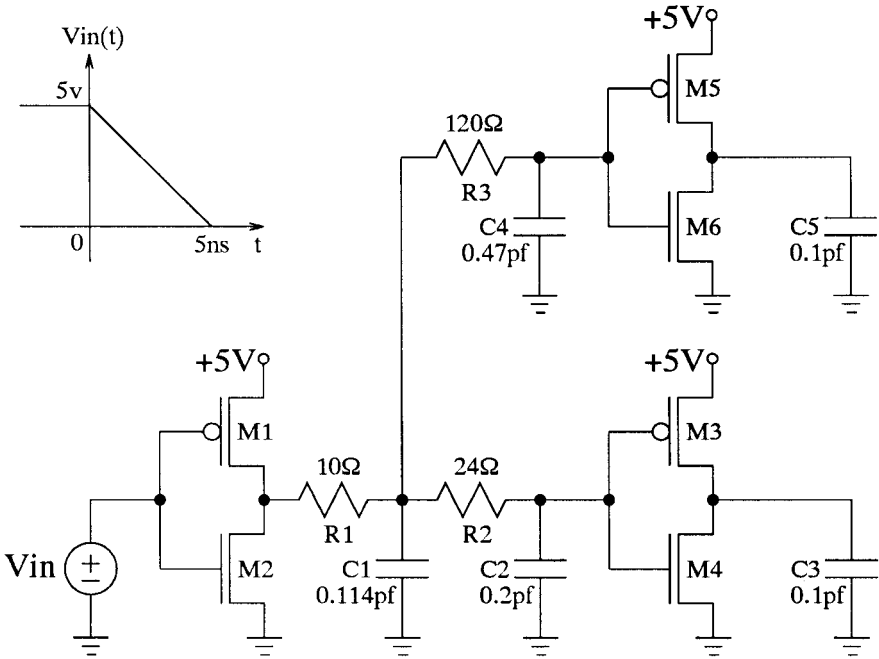 Vin(t)
5v
0
5ns
t
+5V
M5
120Ω
R3
C4
0.47pf
M6
C5
0.1pf
+5V
+5V
M1
M3
10Ω
24Ω
R1
R2
Vin
M2
C1
0.114pf
C2
0.2pf
M4
C3
0.1pf